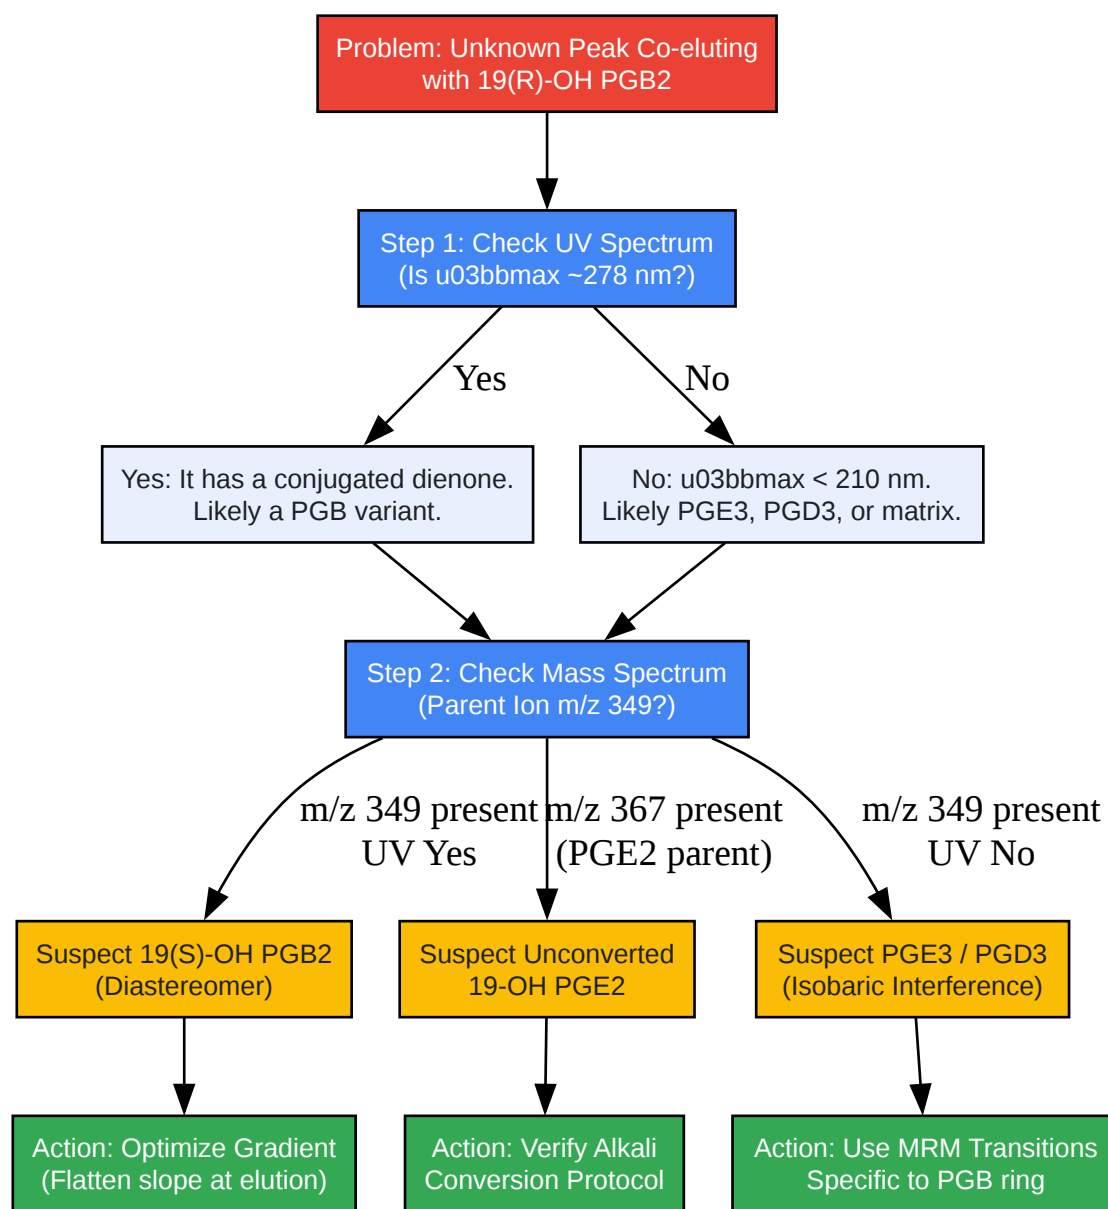 Problem: Unknown Peak Co-eluting
with 19(R)-OH PGB2
Step 1: Check UV Spectrum
(Is u03bbmax ~278 nm?)
Yes
No
Yes: It has a conjugated dienone.
Likely a PGB variant.
No: u03bbmax < 210 nm.
Likely PGE3, PGD3, or matrix.
Step 2: Check Mass Spectrum
(Parent Ion m/z 349?)
m/z 349 present
UV Yes
m/z 367 present
(PGE2 parent)
m/z 349 present
UV No
Suspect 19(S)-OH PGB2
(Diastereomer)
Suspect Unconverted
19-OH PGE2
Suspect PGE3 / PGD3
(Isobaric Interference)
Action: Optimize Gradient
(Flatten slope at elution)
Action: Verify Alkali
Conversion Protocol
Action: Use MRM Transitions
Specific to PGB ring